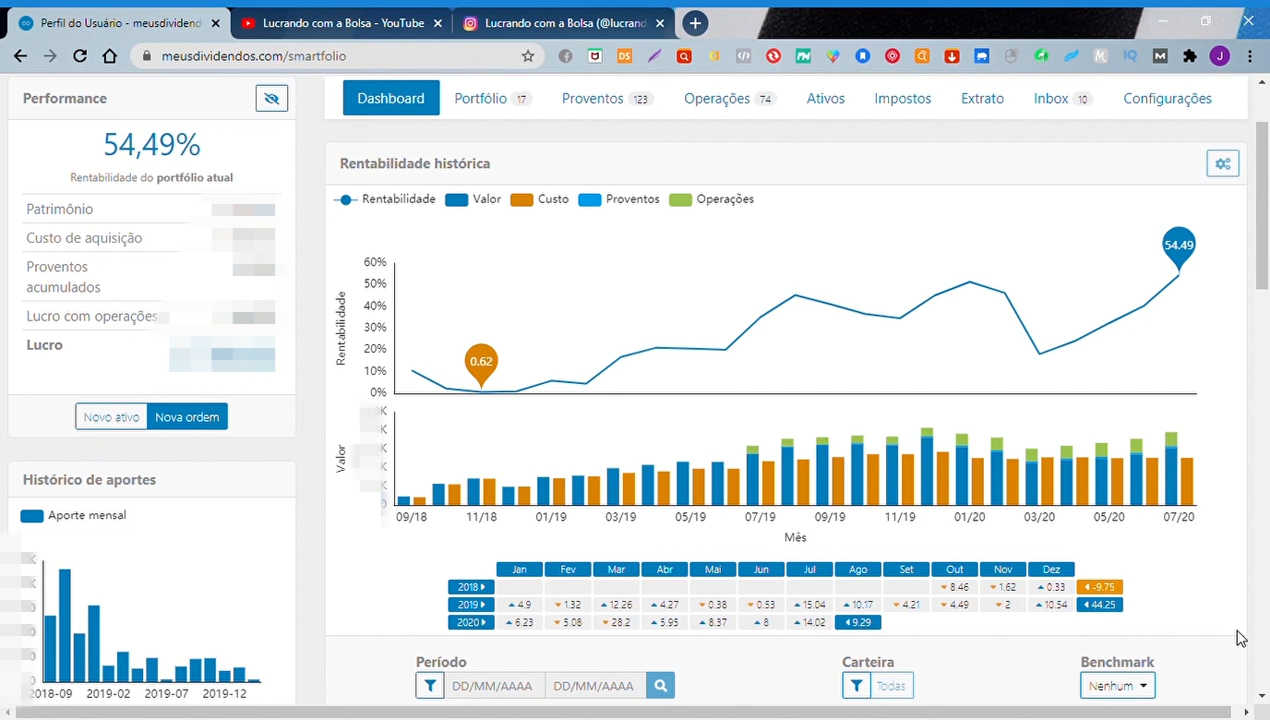 Perfil do Usuário - meusdividend
Lucrando com a Bolsa - YouTube
Lucrando com a Bolsa (@lucrand
meusdividendos.com/smartfolio
Performance
54,49%
Rentabilidade do portfólio atual
Patrimônio
Custo de aquisição
Proventos
acumulados
Lucro com operações
Lucro
Novo ativo
Nova ordem
Histórico de aportes
Aporte mensal
2018-09 2019-02 2019-07 2019-12
Dashboard
Portfólio 17
Proventos 123
Operações 74
Ativos
Impostos
Extrato
Inbox 10
Configurações
Rentabilidade histórica
Rentabilidade Valor Custo Proventos Operações
54.49
0.62
Rentabilidade
60%
50%
40%
30%
20%
10%
0%
Valor
09/18 11/18 01/19 03/19 05/19 07/19 09/19 11/19 01/20 03/20 05/20 07/20
Mês
Jan Fev Mar Abr Mai Jun Jul Ago Set Out Nov Dez
2018 8.46 1.62 0.33 -9.75
2019 4.9 1.32 12.26 4.27 0.38 0.53 15.04 10.17 4.21 4.49 2 10.54 44.25
2020 6.23 5.08 28.2 5.95 8.37 8 14.02 9.29
Período
DD/MM/AAAA DD/MM/AAAA
Carteira
Todas
Benchmark
Nenhum